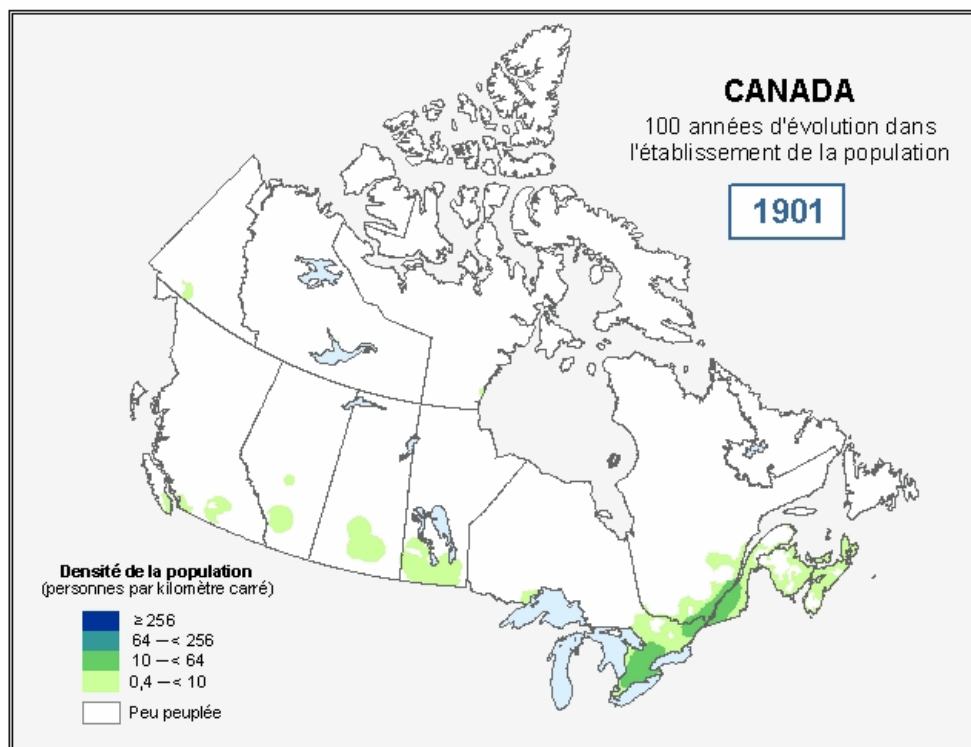 CANADA
100 années d'évolution dans
l'établissement de la population
1901
Densité de la population
(personnes par kilomètre carré)
≥ 256
64 —< 256
10 —< 64
0,4 —< 10
Peu peuplée